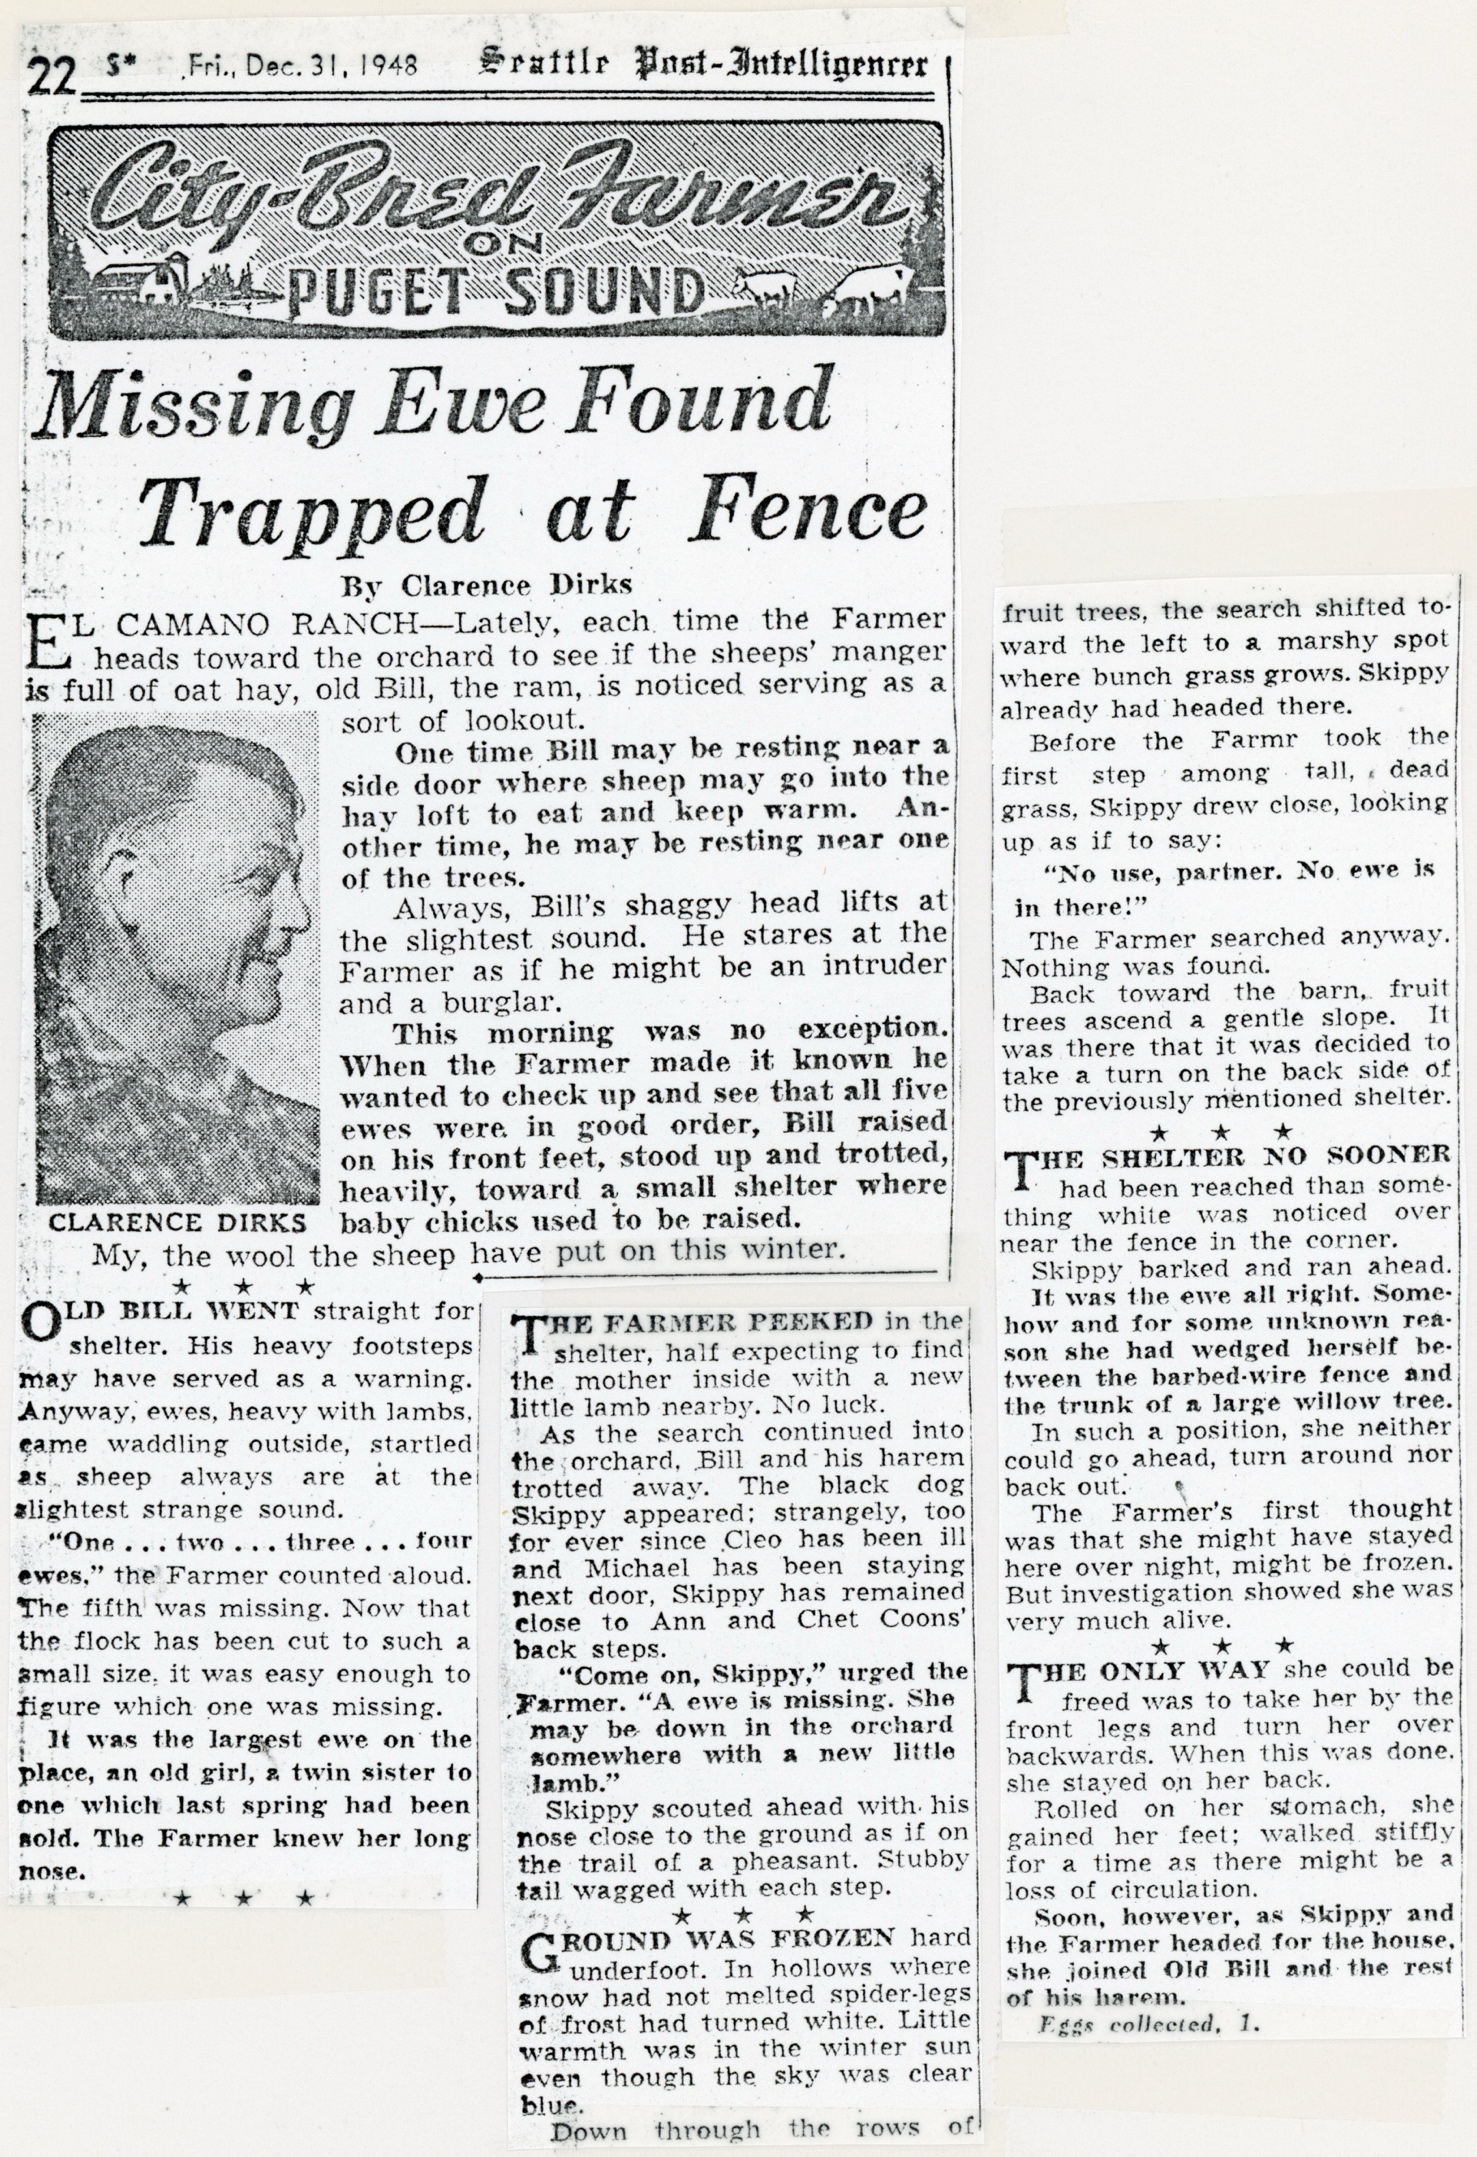 22 S* Fri., Dec. 31, 1948 Seattle Post-Intelligencer
City-Bred Farmer
ON
PUGET SOUND
Missing Ewe Found
Trapped at Fence
By Clarence Dirks
EL CAMANO RANCH—Lately, each time the Farmer
heads toward the orchard to see if the sheeps' manger
is full of oat hay, old Bill, the ram, is noticed serving as a
sort of lookout.
One time Bill may be resting near a
side door where sheep may go into the
hay loft to eat and keep warm. An-
other time, he may be resting near one
of the trees.
Always, Bill's shaggy head lifts at
the slightest sound. He stares at the
Farmer as if he might be an intruder
and a burglar.
This morning was no exception.
When the Farmer made it known he
wanted to check up and see that all five
ewes were in good order, Bill raised
on his front feet, stood up and trotted,
heavily, toward a small shelter where
baby chicks used to be raised.
CLARENCE DIRKS
My, the wool the sheep have put on this winter.
★ ★ ★
OLD BILL WENT straight for
shelter. His heavy footsteps
may have served as a warning.
Anyway, ewes, heavy with lambs,
came waddling outside, startled
as sheep always are at the
slightest strange sound.
"One . . . two . . . three . . . four
ewes," the Farmer counted aloud.
The fifth was missing. Now that
the flock has been cut to such a
small size, it was easy enough to
figure which one was missing.
It was the largest ewe on the
place, an old girl, a twin sister to
one which last spring had been
sold. The Farmer knew her long
nose.
★ ★ ★
THE FARMER PEEKED in the
shelter, half expecting to find
the mother inside with a new
little lamb nearby. No luck.
As the search continued into
the orchard, Bill and his harem
trotted away. The black dog
Skippy appeared; strangely, too
for ever since Cleo has been ill
and Michael has been staying
next door, Skippy has remained
close to Ann and Chet Coons'
back steps.
"Come on, Skippy," urged the
Farmer. "A ewe is missing. She
may be down in the orchard
somewhere with a new little
lamb."
Skippy scouted ahead with his
nose close to the ground as if on
the trail of a pheasant. Stubby
tail wagged with each step.
★ ★ ★
GROUND WAS FROZEN hard
underfoot. In hollows where
snow had not melted spider-legs
of frost had turned white. Little
warmth was in the winter sun
even though the sky was clear
blue.
Down through the rows of
fruit trees, the search shifted to-
ward the left to a marshy spot
where bunch grass grows. Skippy
already had headed there.
Before the Farmr took the
first step among tall, dead
grass, Skippy drew close, looking
up as if to say:
"No use, partner. No ewe is
in there!"
The Farmer searched anyway.
Nothing was found.
Back toward the barn, fruit
trees ascend a gentle slope. It
was there that it was decided to
take a turn on the back side of
the previously mentioned shelter.
★ ★ ★
THE SHELTER NO SOONER
had been reached than some-
thing white was noticed over
near the fence in the corner.
Skippy barked and ran ahead.
It was the ewe all right. Some-
how and for some unknown rea-
son she had wedged herself be-
tween the barbed-wire fence and
the trunk of a large willow tree.
In such a position, she neither
could go ahead, turn around nor
back out.
The Farmer's first thought
was that she might have stayed
here over night, might be frozen.
But investigation showed she was
very much alive.
★ ★ ★
THE ONLY WAY she could be
freed was to take her by the
front legs and turn her over
backwards. When this was done,
she stayed on her back.
Rolled on her stomach, she
gained her feet; walked stiffly
for a time as there might be a
loss of circulation.
Soon, however, as Skippy and
the Farmer headed for the house,
she joined Old Bill and the rest
of his harem.
Eggs collected, 1.